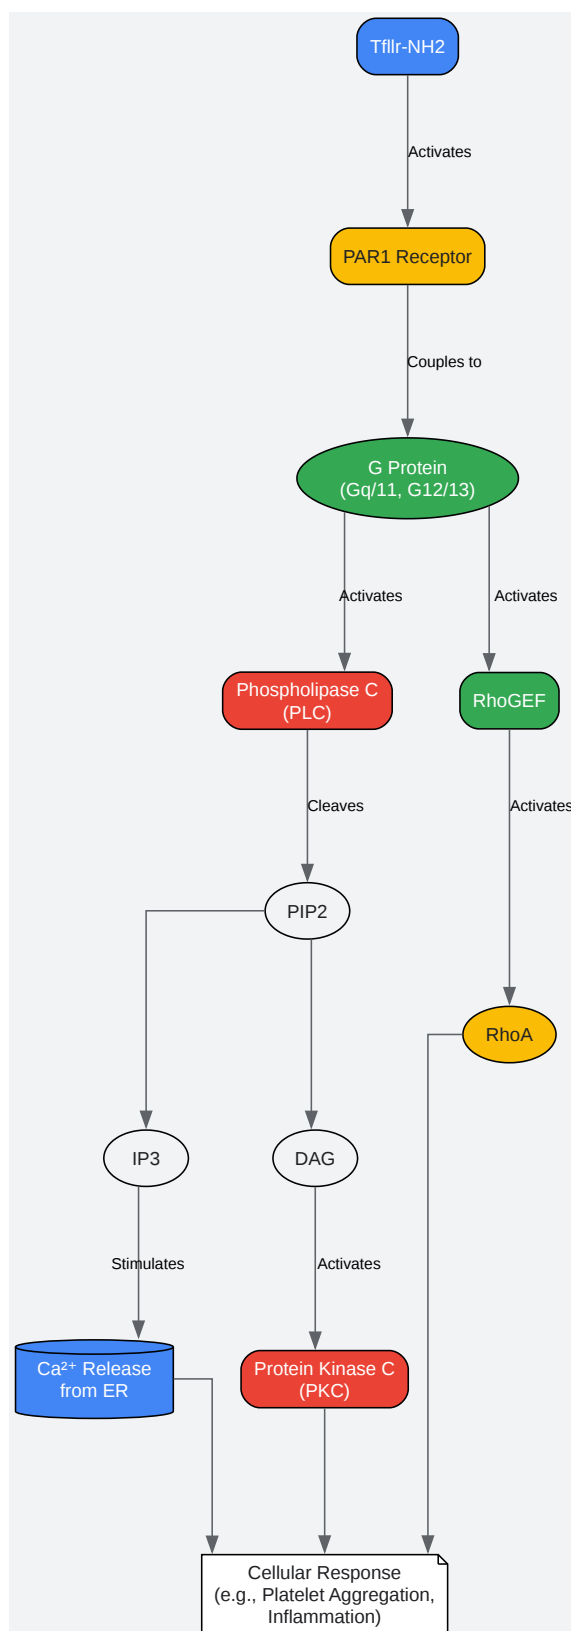 Tfllr-NH2
Activates
PAR1 Receptor
Couples to
G Protein
(Gq/11, G12/13)
Activates
Activates
Phospholipase C
(PLC)
RhoGEF
Cleaves
Activates
PIP2
RhoA
IP3
DAG
Stimulates
Activates
Ca²⁺ Release
from ER
Protein Kinase C
(PKC)
Cellular Response
(e.g., Platelet Aggregation,
Inflammation)